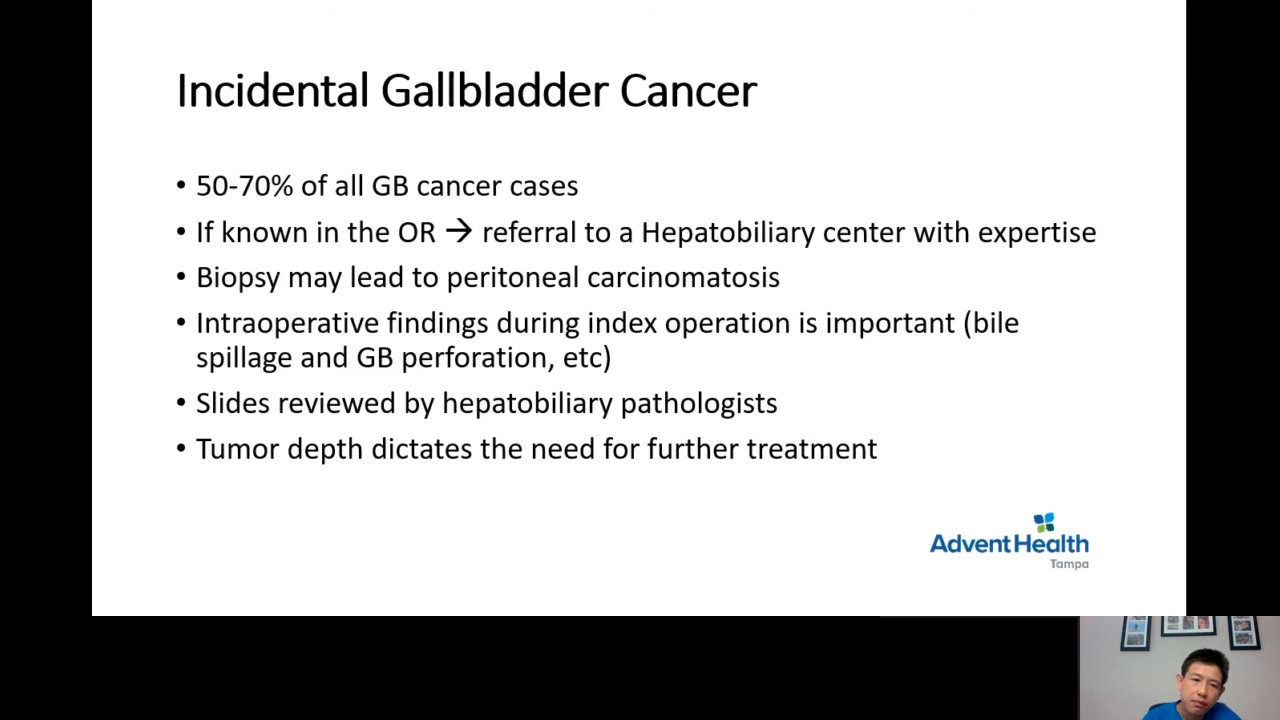 Incidental Gallbladder Cancer
• 50-70% of all GB cancer cases
• If known in the OR → referral to a Hepatobiliary center with expertise
• Biopsy may lead to peritoneal carcinomatosis
• Intraoperative findings during index operation is important (bile
spillage and GB perforation, etc)
• Slides reviewed by hepatobiliary pathologists
• Tumor depth dictates the need for further treatment
AdventHealth
Tampa